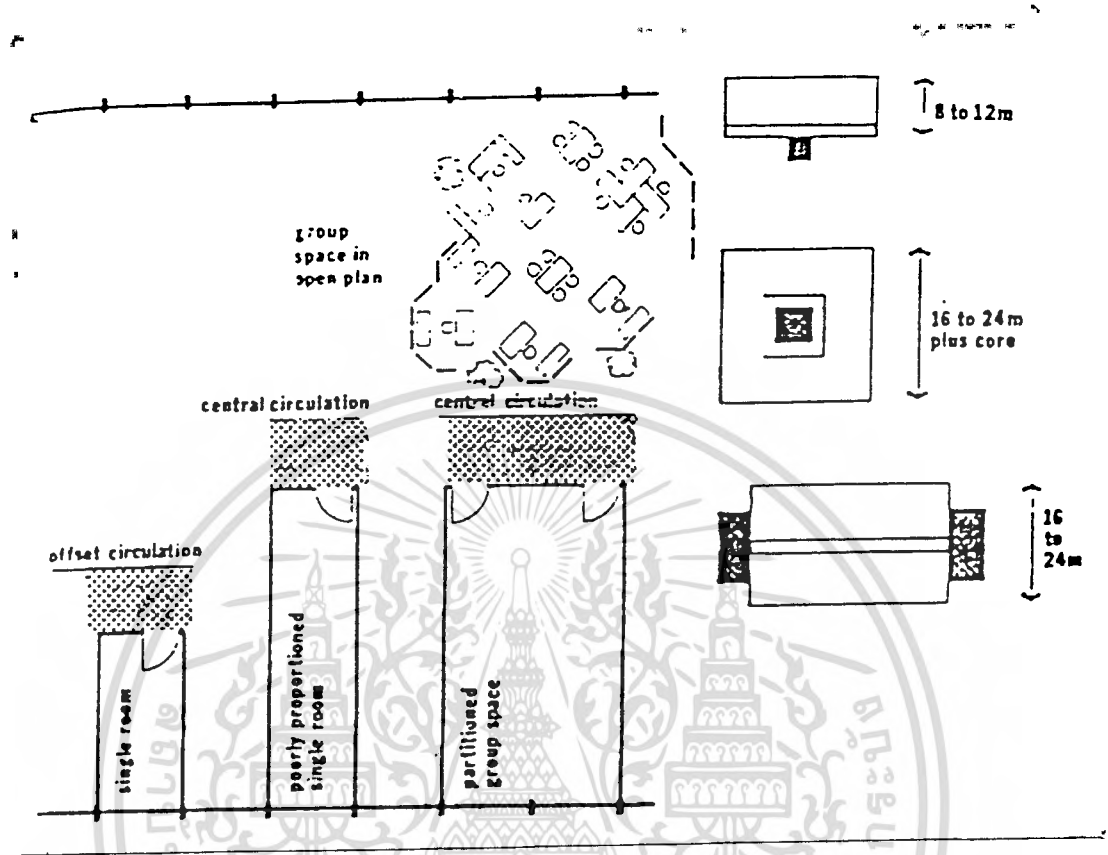 8 to 12m
group
space in
open plan
16 to 24m
plus core
central circulation
central circulation
offset circulation
16
to
24m
single room
poorly proportioned
single room
partitioned
group space